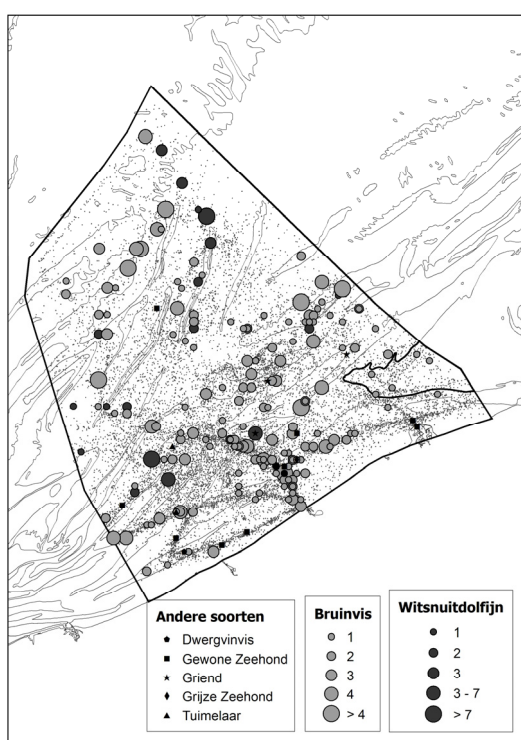 Andere soorten
Dwergvinvis
Gewone Zeehond
Griend
Grijze Zeehond
Tuimelaar
Bruinvis
1
2
3
4
> 4
Witsnuitdolfijn
1
2
3
3 - 7
> 7